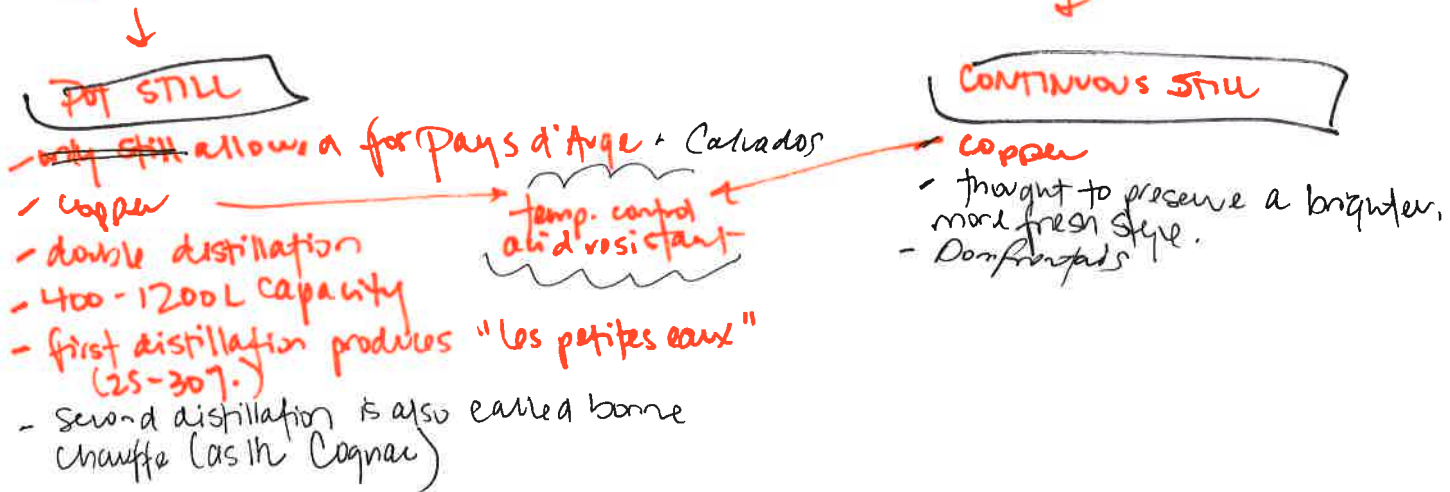 POT STILL
- only still allowed for Pays d'Auge + Calvados
- copper
- double distillation
- 400-1200L capacity
- first distillation produces "les petites eaux"
(25-30%.)
- second distillation is also called bonne
chauffe (as in Cognac)
temp. control
acid resistant
CONTINUOUS STILL
- copper
- thought to preserve a brighter,
more fresh style.
- Domfrontais